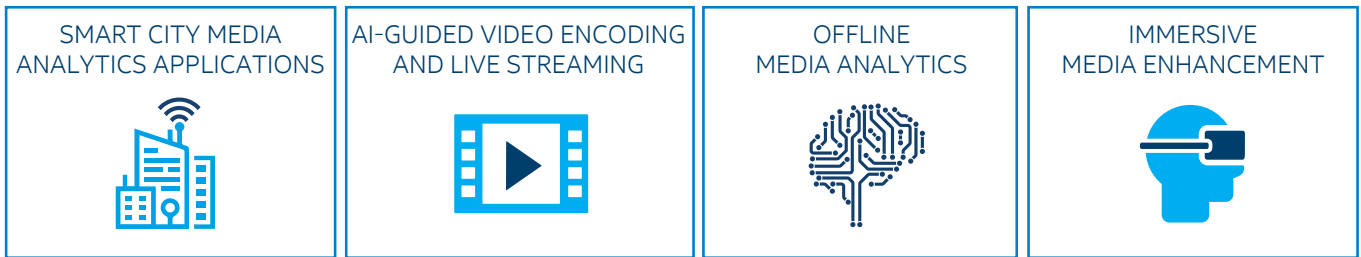 SMART CITY MEDIA
ANALYTICS APPLICATIONS
AI-GUIDED VIDEO ENCODING
AND LIVE STREAMING
OFFLINE
MEDIA ANALYTICS
IMMERSIVE
MEDIA ENHANCEMENT